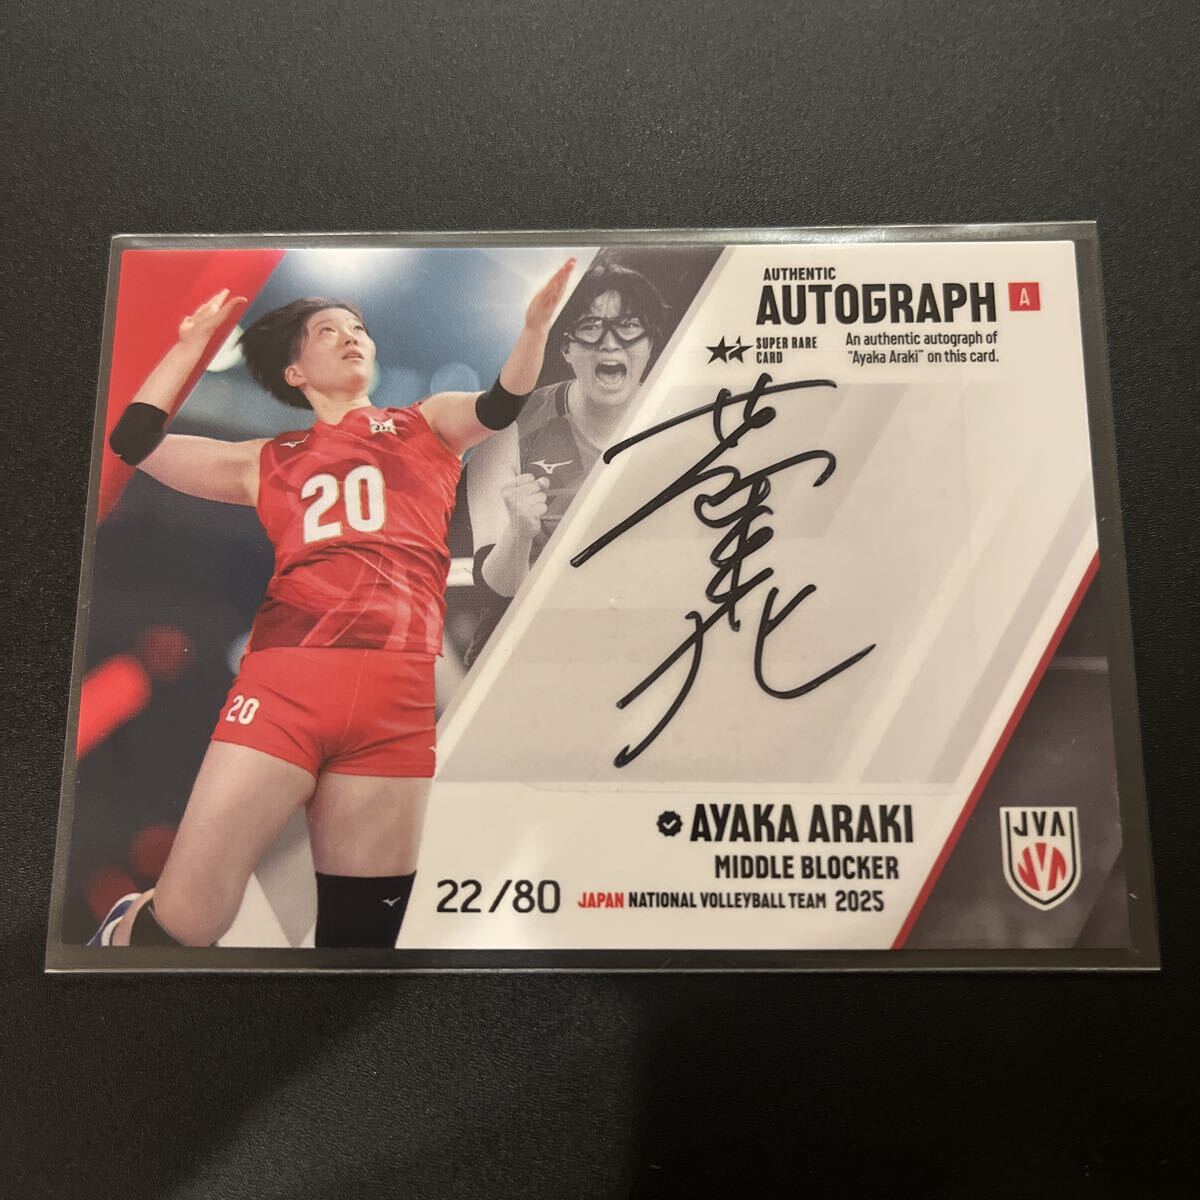 AUTHENTIC
AUTOGRAPH A
SUPER RARE
CARD
An authentic autograph of
"Ayaka Araki" on this card.
20
20
AYAKA ARAKI
MIDDLE BLOCKER
22/80
JAPAN NATIONAL VOLLEYBALL TEAM 2025
JVA